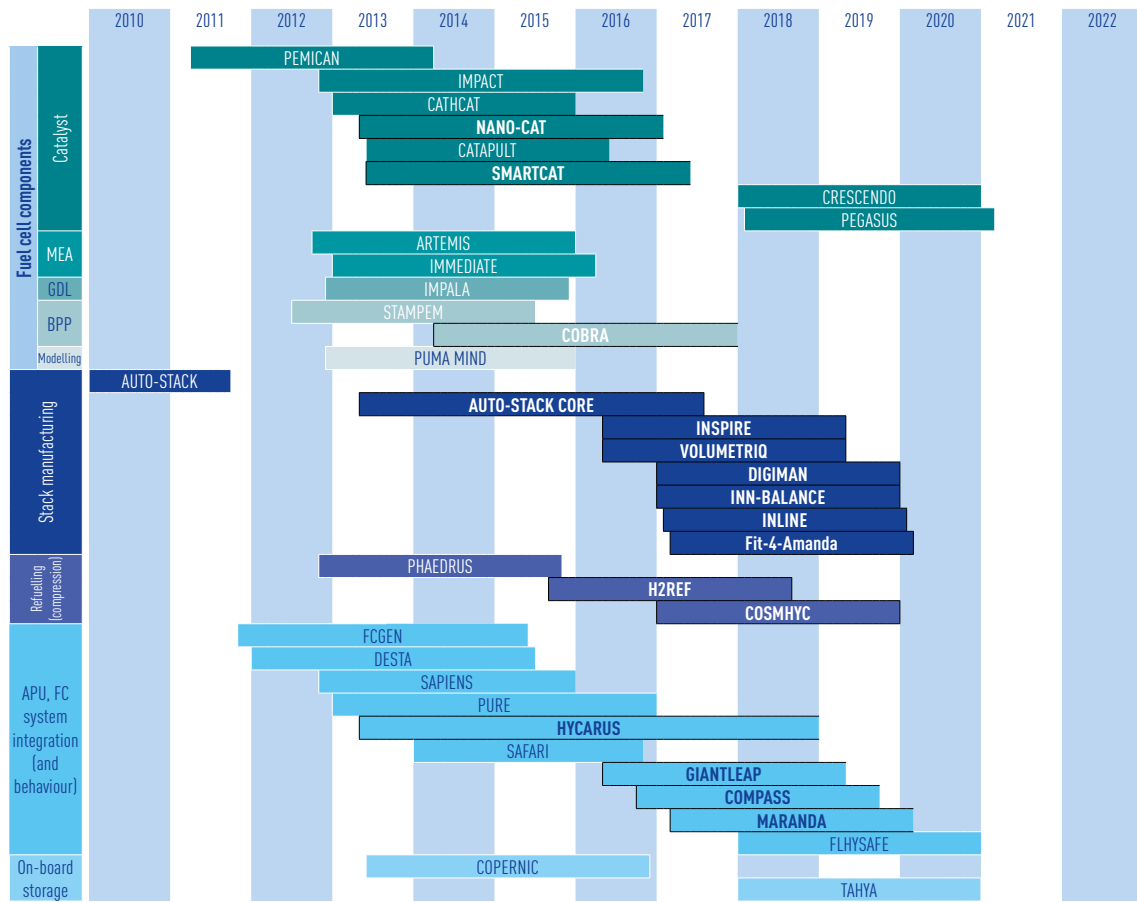 2010 2011 2012 2013 2014 2015 2016 2017 2018 2019 2020 2021 2022
Fuel cell components
Catalyst
PEMICAN
IMPACT
CATHCAT
NANO-CAT
CATAPULT
SMARTCAT
CRESCENDO
PEGASUS
MEA
ARTEMIS
IMMEDIATE
GDL
IMPALA
BPP
STAMPEM
COBRA
Modelling
PUMA MIND
Stack manufacturing
AUTO-STACK
AUTO-STACK CORE
INSPIRE
VOLUMETRIQ
DIGIMAN
INN-BALANCE
INLINE
Fit-4-Amanda
Refuelling
(compression)
PHAEDRUS
H2REF
COSMHYC
APU, FC
system
integration
(and
behaviour)
FCGEN
DESTA
SAPIENS
PURE
HYCARUS
SAFARI
GIANTLEAP
COMPASS
MARANDA
FLHYSAFE
On-board
storage
COPERNIC
TAHYA